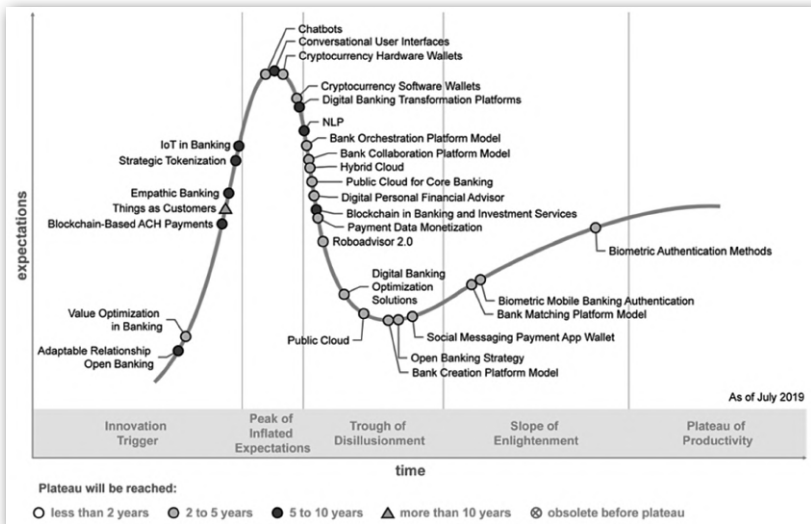 Chatbots
Conversational User Interfaces
Cryptocurrency Hardware Wallets
Cryptocurrency Software Wallets
Digital Banking Transformation Platforms
NLP
Bank Orchestration Platform Model
Bank Collaboration Platform Model
Hybrid Cloud
Public Cloud for Core Banking
Digital Personal Financial Advisor
Blockchain in Banking and Investment Services
Payment Data Monetization
Roboadvisor 2.0
IoT in Banking
Strategic Tokenization
Empathic Banking
Things as Customers
Blockchain-Based ACH Payments
Value Optimization
in Banking
Adaptable Relationship
Open Banking
Digital Banking
Optimization
Solutions
Public Cloud
Social Messaging Payment App Wallet
Open Banking Strategy
Bank Creation Platform Model
Biometric Mobile Banking Authentication
Bank Matching Platform Model
Biometric Authentication Methods
expectations
As of July 2019
Innovation
Trigger
Peak of
Inflated
Expectations
Trough of
Disillusionment
Slope of
Enlightenment
Plateau of
Productivity
time
Plateau will be reached:
less than 2 years
2 to 5 years
5 to 10 years
more than 10 years
obsolete before plateau